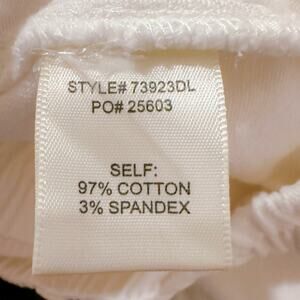 STYLE# 73923DL
PO# 25603
SELF:
97% COTTON
3% SPANDEX